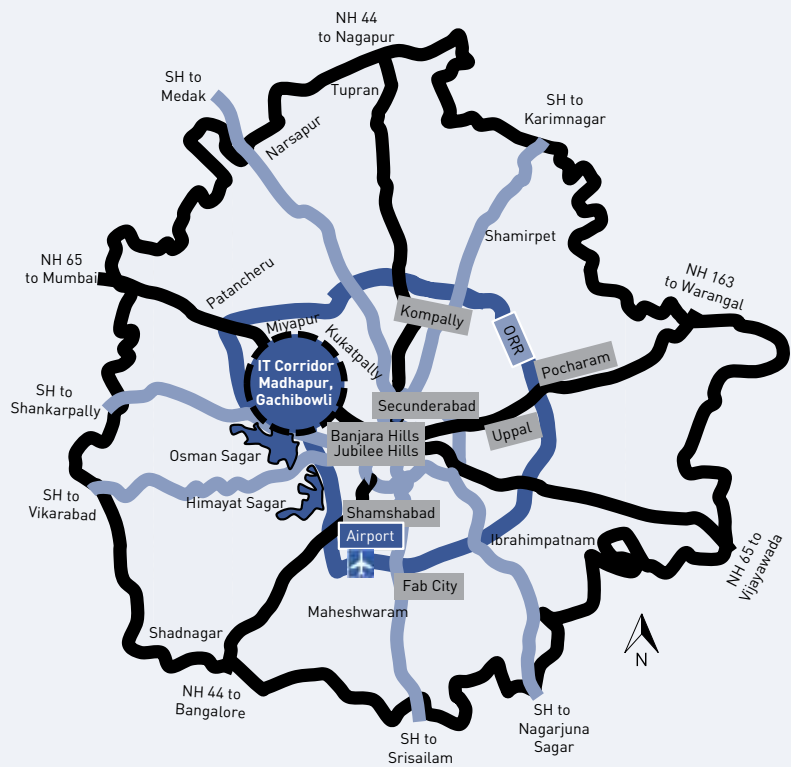 NH 44
to Nagapur
SH to
Medak
Tupran
SH to
Karimnagar
Narsapur
Shamirpet
NH 65
to Mumbai
NH 163
to Warangal
Patancheru
Miyapur
Kukatpally
Kompally
ORR
IT Corridor
Madhapur,
Gachibowli
Pocharam
SH to
Shankarpally
Secunderabad
Uppal
Banjara Hills
Jubilee Hills
Osman Sagar
SH to
Vikarabad
Himayat Sagar
Shamshabad
Airport
Ibrahimpatnam
NH 65 to
Vijayawada
Fab City
Maheshwaram
Shadnagar
N
NH 44 to
Bangalore
SH to
Srisailam
SH to
Nagarjuna
Sagar